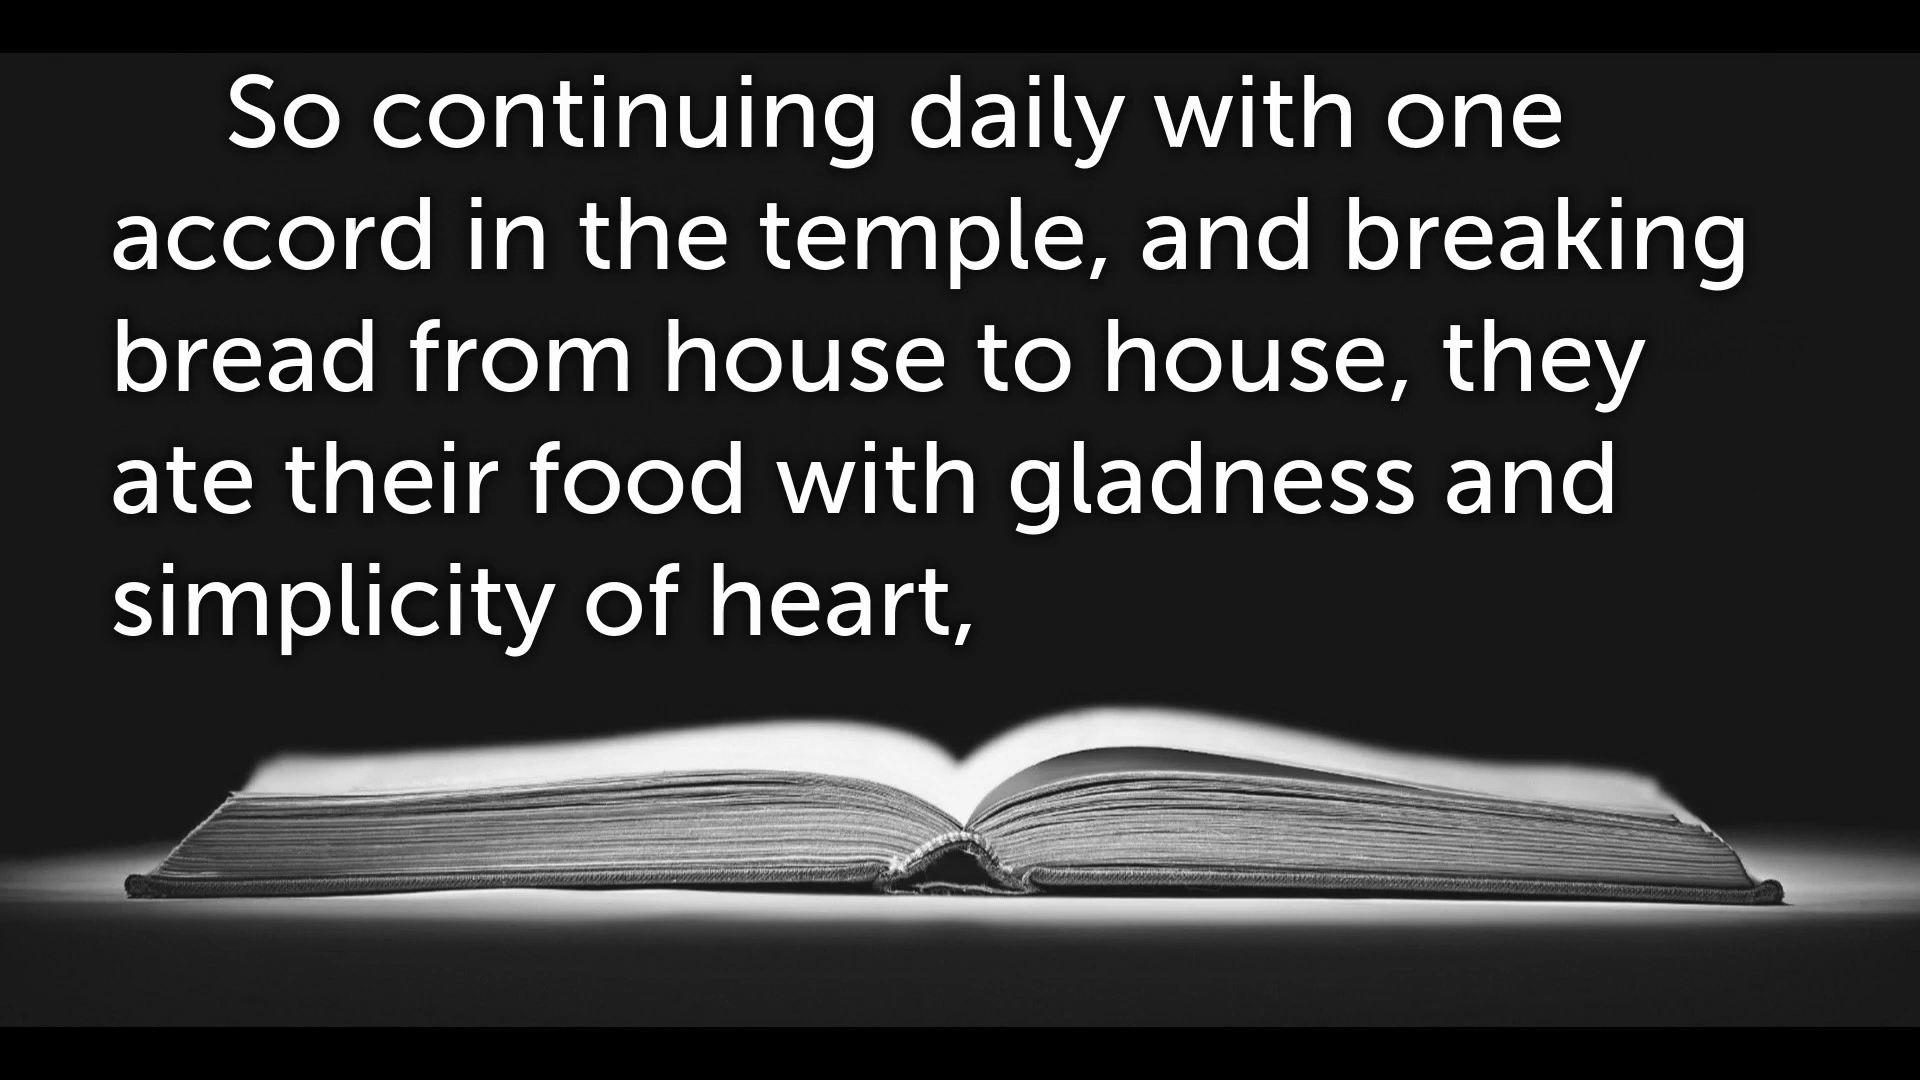 So continuing daily with one
accord in the temple, and breaking
bread from house to house, they
ate their food with gladness and
simplicity of heart,